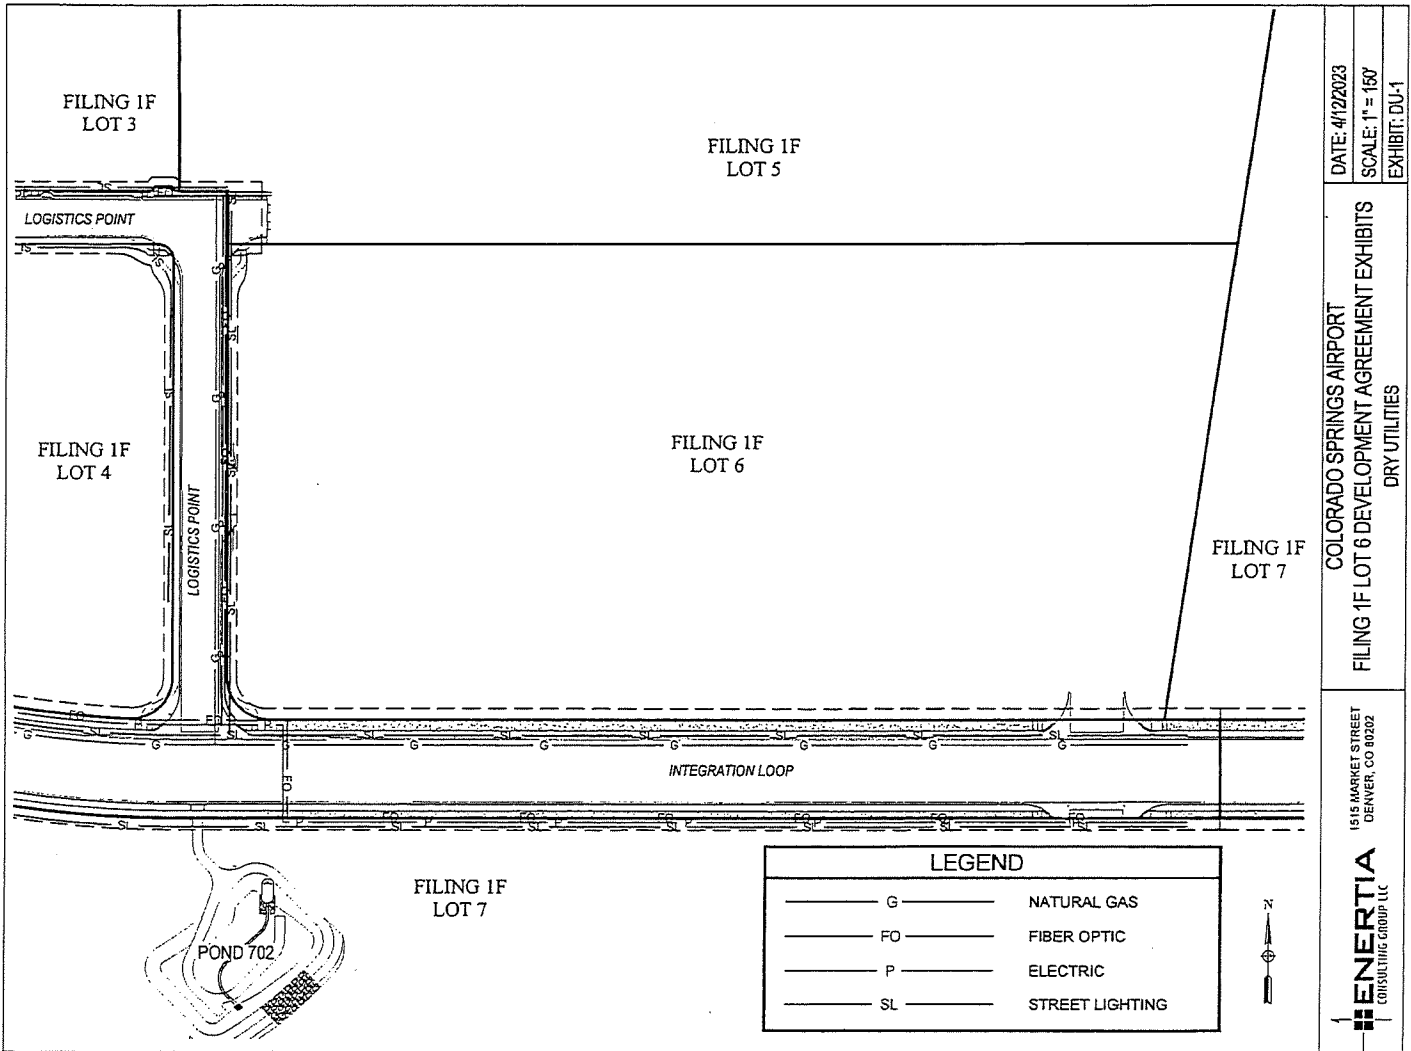 FILING 1F
LOT 3
FILING 1F
LOT 5
LOGISTICS POINT
FILING 1F
LOT 4
LOGISTICS POINT
FILING 1F
LOT 6
FILING 1F
LOT 7
INTEGRATION LOOP
FILING 1F
LOT 7
POND 702
LEGEND
G NATURAL GAS
FO FIBER OPTIC
P ELECTRIC
SL STREET LIGHTING
N
DATE: 4/12/2023
SCALE: 1" = 150'
EXHIBIT: DU-1
COLORADO SPRINGS AIRPORT
FILING 1F LOT 6 DEVELOPMENT AGREEMENT EXHIBITS
DRY UTILITIES
1515 MARKET STREET
DENVER, CO 80202
ENERTIA
CONSULTING GROUP LLC